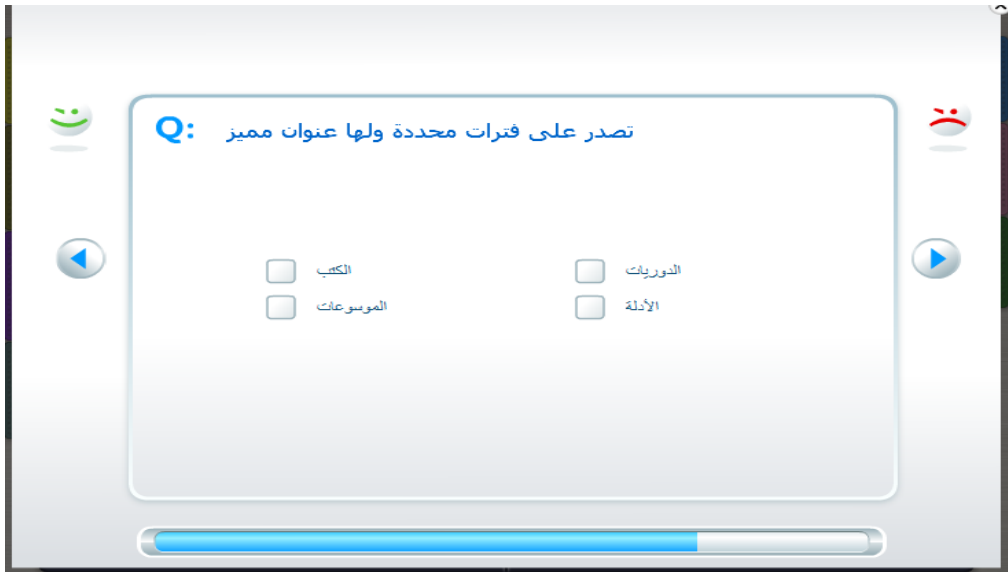 Q: تصدر على فترات محددة ولها عنوان مميز
الدوريات
الكتب
الأدلة
الموسوعات